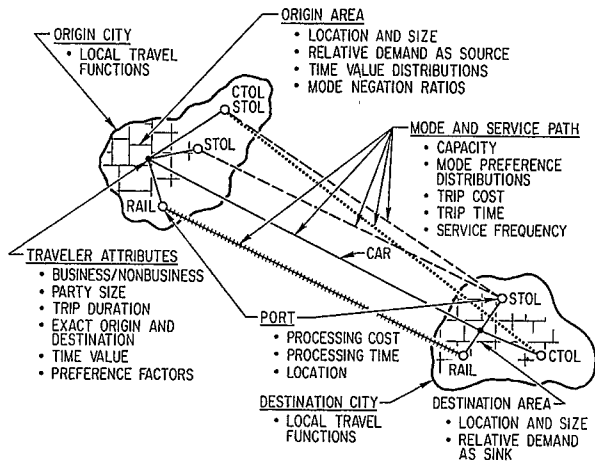 ORIGIN AREA
• LOCATION AND SIZE
• RELATIVE DEMAND AS SOURCE
• TIME VALUE DISTRIBUTIONS
• MODE NEGATION RATIOS
ORIGIN CITY
• LOCAL TRAVEL
FUNCTIONS
CTOL
STOL
STOL
RAIL
MODE AND SERVICE PATH
• CAPACITY
• MODE PREFERENCE
DISTRIBUTIONS
• TRIP COST
• TRIP TIME
• SERVICE FREQUENCY
CAR
TRAVELER ATTRIBUTES
• BUSINESS/NONBUSINESS
• PARTY SIZE
• TRIP DURATION
• EXACT ORIGIN AND
DESTINATION
• TIME VALUE
• PREFERENCE FACTORS
PORT
• PROCESSING COST
• PROCESSING TIME
• LOCATION
STOL
RAIL
CTOL
DESTINATION CITY
• LOCAL TRAVEL
FUNCTIONS
DESTINATION AREA
• LOCATION AND SIZE
• RELATIVE DEMAND
AS SINK